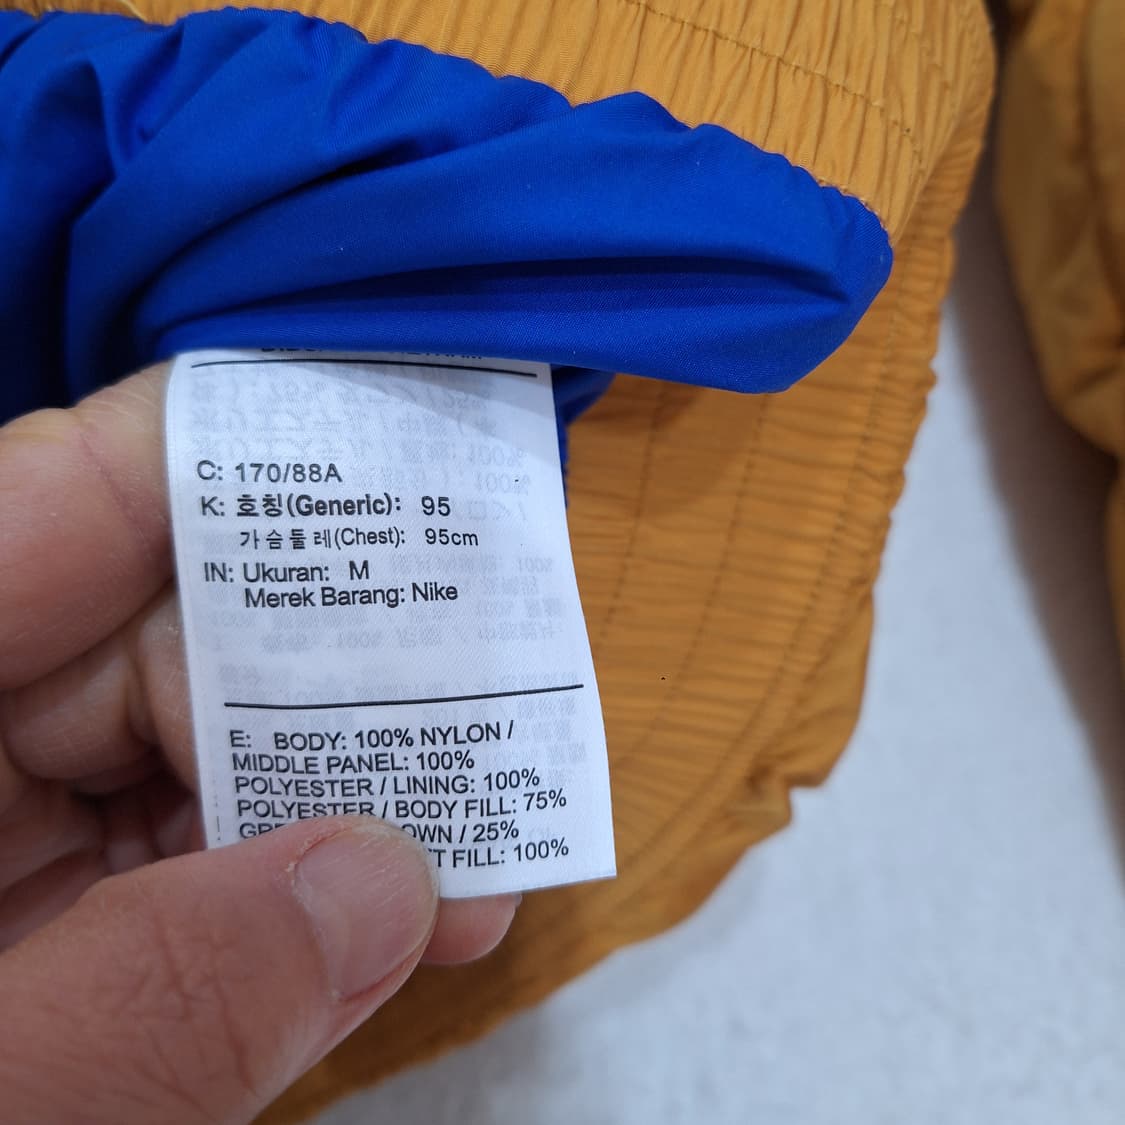 C: 170/88A
K: 호칭(Generic): 95
가슴둘레(Chest): 95cm
IN: Ukuran: M
Merek Barang: Nike
E: BODY: 100% NYLON /
MIDDLE PANEL: 100%
POLYESTER / LINING: 100%
POLYESTER / BODY FILL: 75%
/ 25%
FILL: 100%